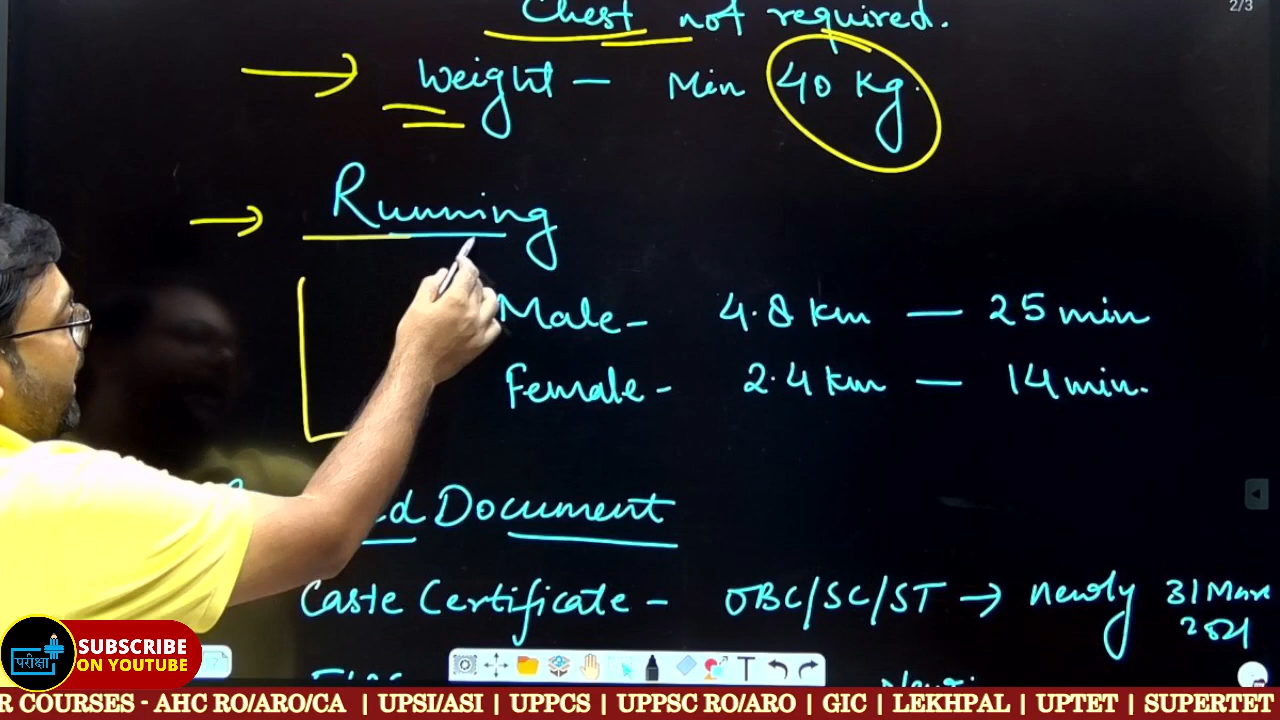 2/3
Chest not required.
Weight — Min 40 Kg.
Running
Male - 4.8 km — 25 min
Female - 2.4 km — 14 min.
Document
Caste Certificate - OBC/SC/ST → newly 31 Mar
2021
परीक्षा
SUBSCRIBE
ON YOUTUBE
R COURSES - AHC RO/ARO/CA | UPSI/ASI | UPPCS | UPPSC RO/ARO | GIC | LEKHPAL | UPTET | SUPERTET